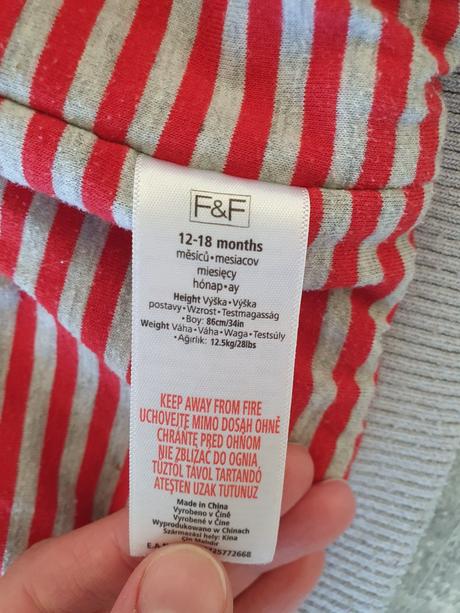 F&F
12-18 months
měsíců•mesiacov
miesięcy
hónap•ay
Height Výška•Výška
postavy•Wzrost•Testmagasság
•Boy: 86cm/34in
Weight Váha•Váha•Waga•Testsúly
•Ağırlık: 12.5kg/28lbs
KEEP AWAY FROM FIRE
UCHOVEJTE MIMO DOSAH OHNĚ
CHRÁŇTE PRED OHŇOM
NIE ZBLIŻAĆ DO OGNIA
TŰZTŐL TÁVOL TARTANDÓ
ATEŞTEN UZAK TUTUNUZ
Made in China
Vyrobeno v Číně
Vyrobené v Číne
Wyprodukowano w Chinach
Származási hely: Kína
Çin Malıdır
725772668